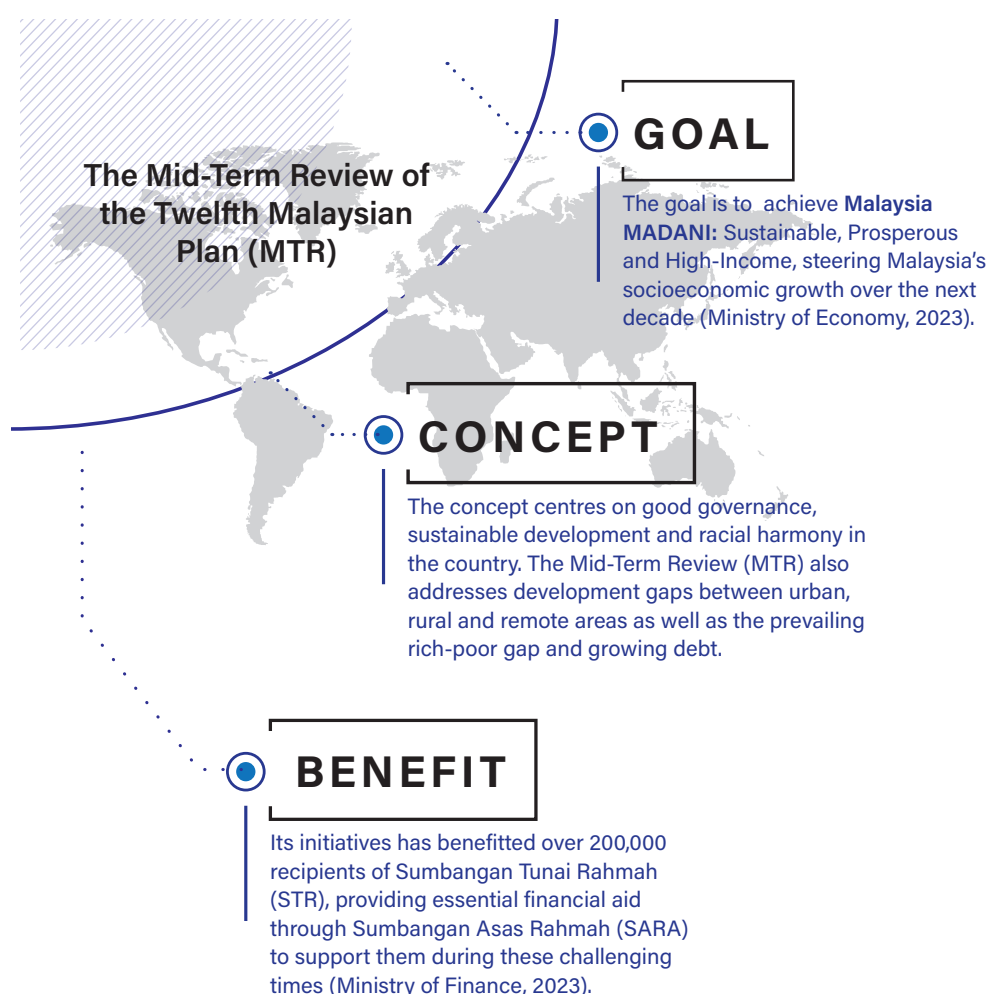 The Mid-Term Review of
the Twelfth Malaysian
Plan (MTR)
GOAL
The goal is to  achieve Malaysia
MADANI: Sustainable, Prosperous
and High-Income, steering Malaysia's
socioeconomic growth over the next
decade (Ministry of Economy, 2023).
CONCEPT
The concept centres on good governance,
sustainable development and racial harmony in
the country. The Mid-Term Review (MTR) also
addresses development gaps between urban,
rural and remote areas as well as the prevailing
rich-poor gap and growing debt.
BENEFIT
Its initiatives has benefitted over 200,000
recipients of Sumbangan Tunai Rahmah
(STR), providing essential financial aid
through Sumbangan Asas Rahmah (SARA)
to support them during these challenging
times (Ministry of Finance, 2023).